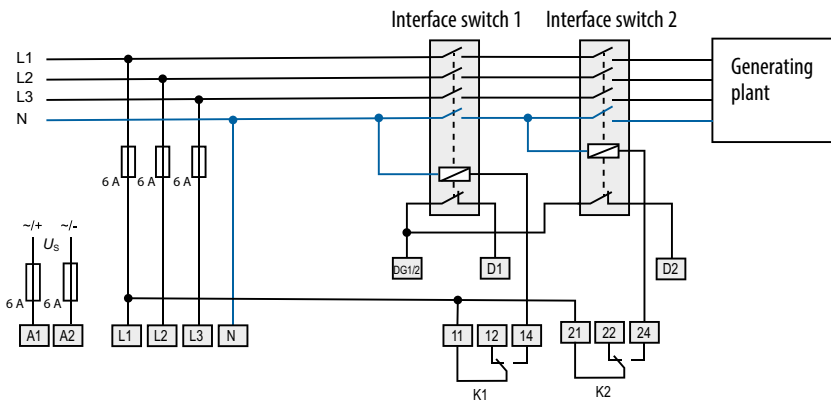 Interface switch 1
Interface switch 2
L1
L2
L3
N
Generating
plant
6 A
6 A
6 A
~/+
~/-
Us
6 A
6 A
DG1/2
D1
D2
A1
A2
L1
L2
L3
N
11
12
14
21
22
24
K1
K2